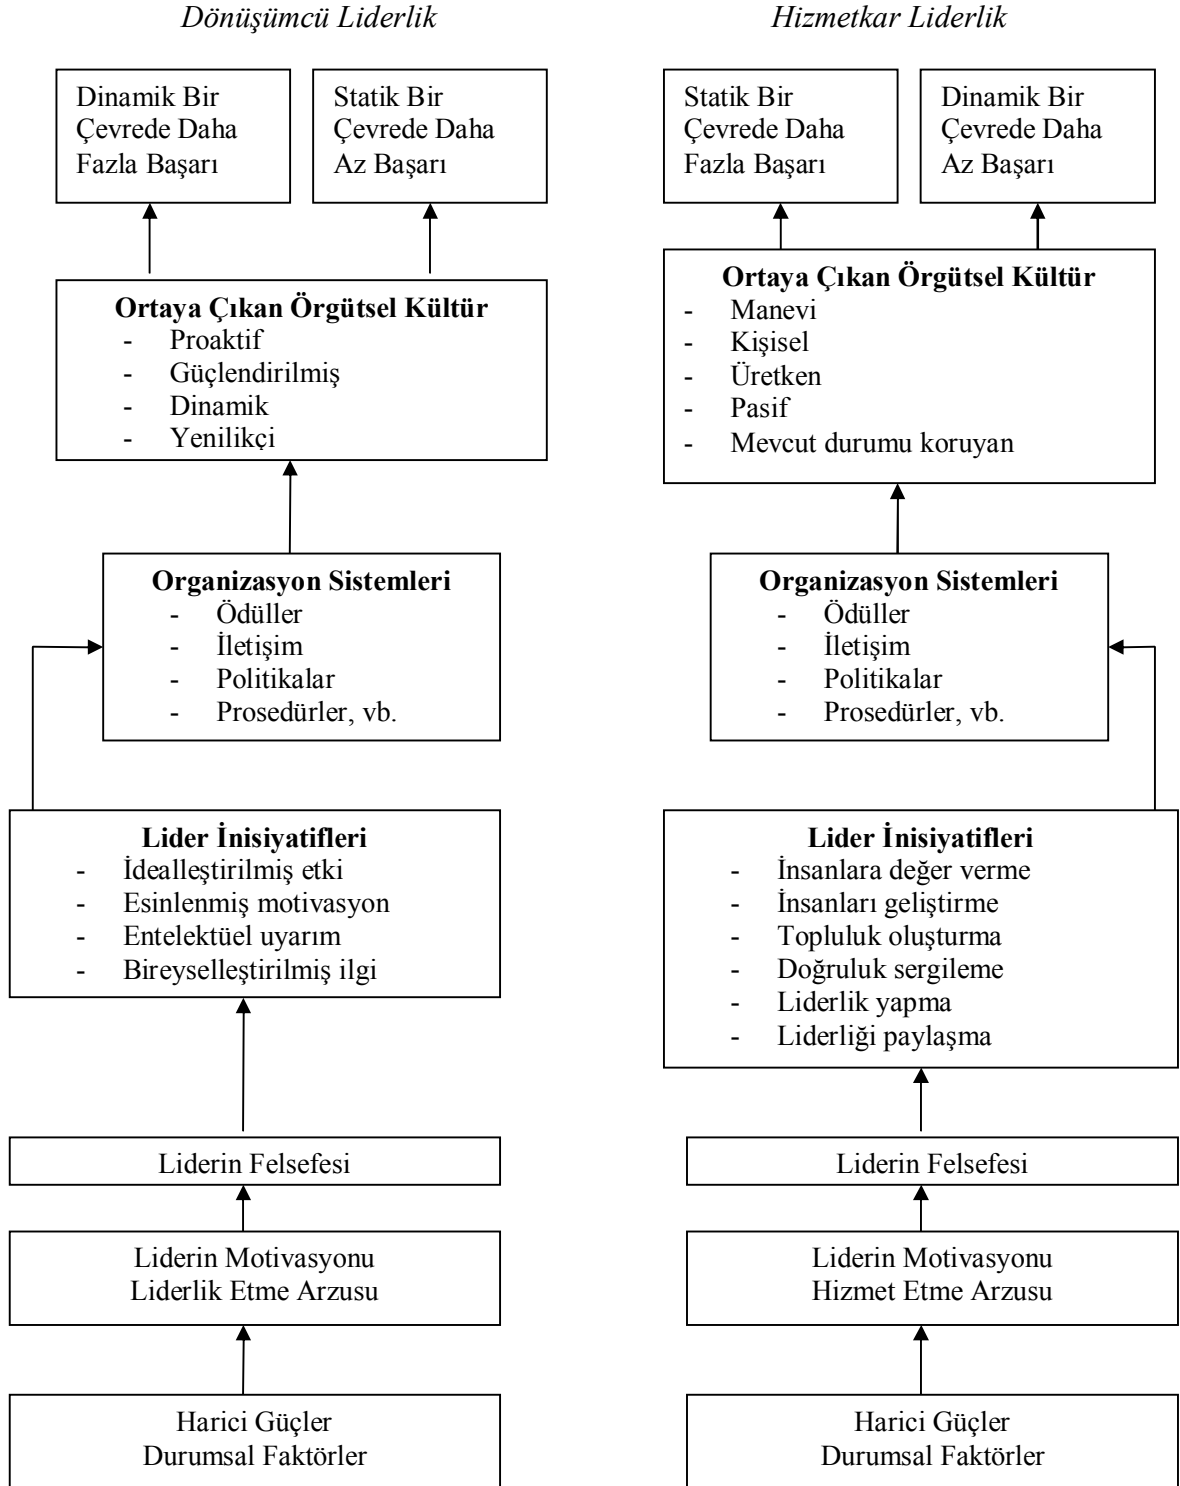 Dönüşümcü Liderlik
Dinamik Bir
Çevrede Daha
Fazla Başarı
Statik Bir
Çevrede Daha
Az Başarı
Ortaya Çıkan Örgütsel Kültür
- Proaktif
- Güçlendirilmiş
- Dinamik
- Yenilikçi
Organizasyon Sistemleri
- Ödüller
- İletişim
- Politikalar
- Prosedürler, vb.
Lider İnisiyatifleri
- İdealleştirilmiş etki
- Esinlenmiş motivasyon
- Entelektüel uyarım
- Bireyselleştirilmiş ilgi
Liderin Felsefesi
Liderin Motivasyonu
Liderlik Etme Arzusu
Harici Güçler
Durumsal Faktörler
Hizmetkar Liderlik
Statik Bir
Çevrede Daha
Fazla Başarı
Dinamik Bir
Çevrede Daha
Az Başarı
Ortaya Çıkan Örgütsel Kültür
- Manevi
- Kişisel
- Üretken
- Pasif
- Mevcut durumu koruyan
Organizasyon Sistemleri
- Ödüller
- İletişim
- Politikalar
- Prosedürler, vb.
Lider İnisiyatifleri
- İnsanlara değer verme
- İnsanları geliştirme
- Topluluk oluşturma
- Doğruluk sergileme
- Liderlik yapma
- Liderliği paylaşma
Liderin Felsefesi
Liderin Motivasyonu
Hizmet Etme Arzusu
Harici Güçler
Durumsal Faktörler